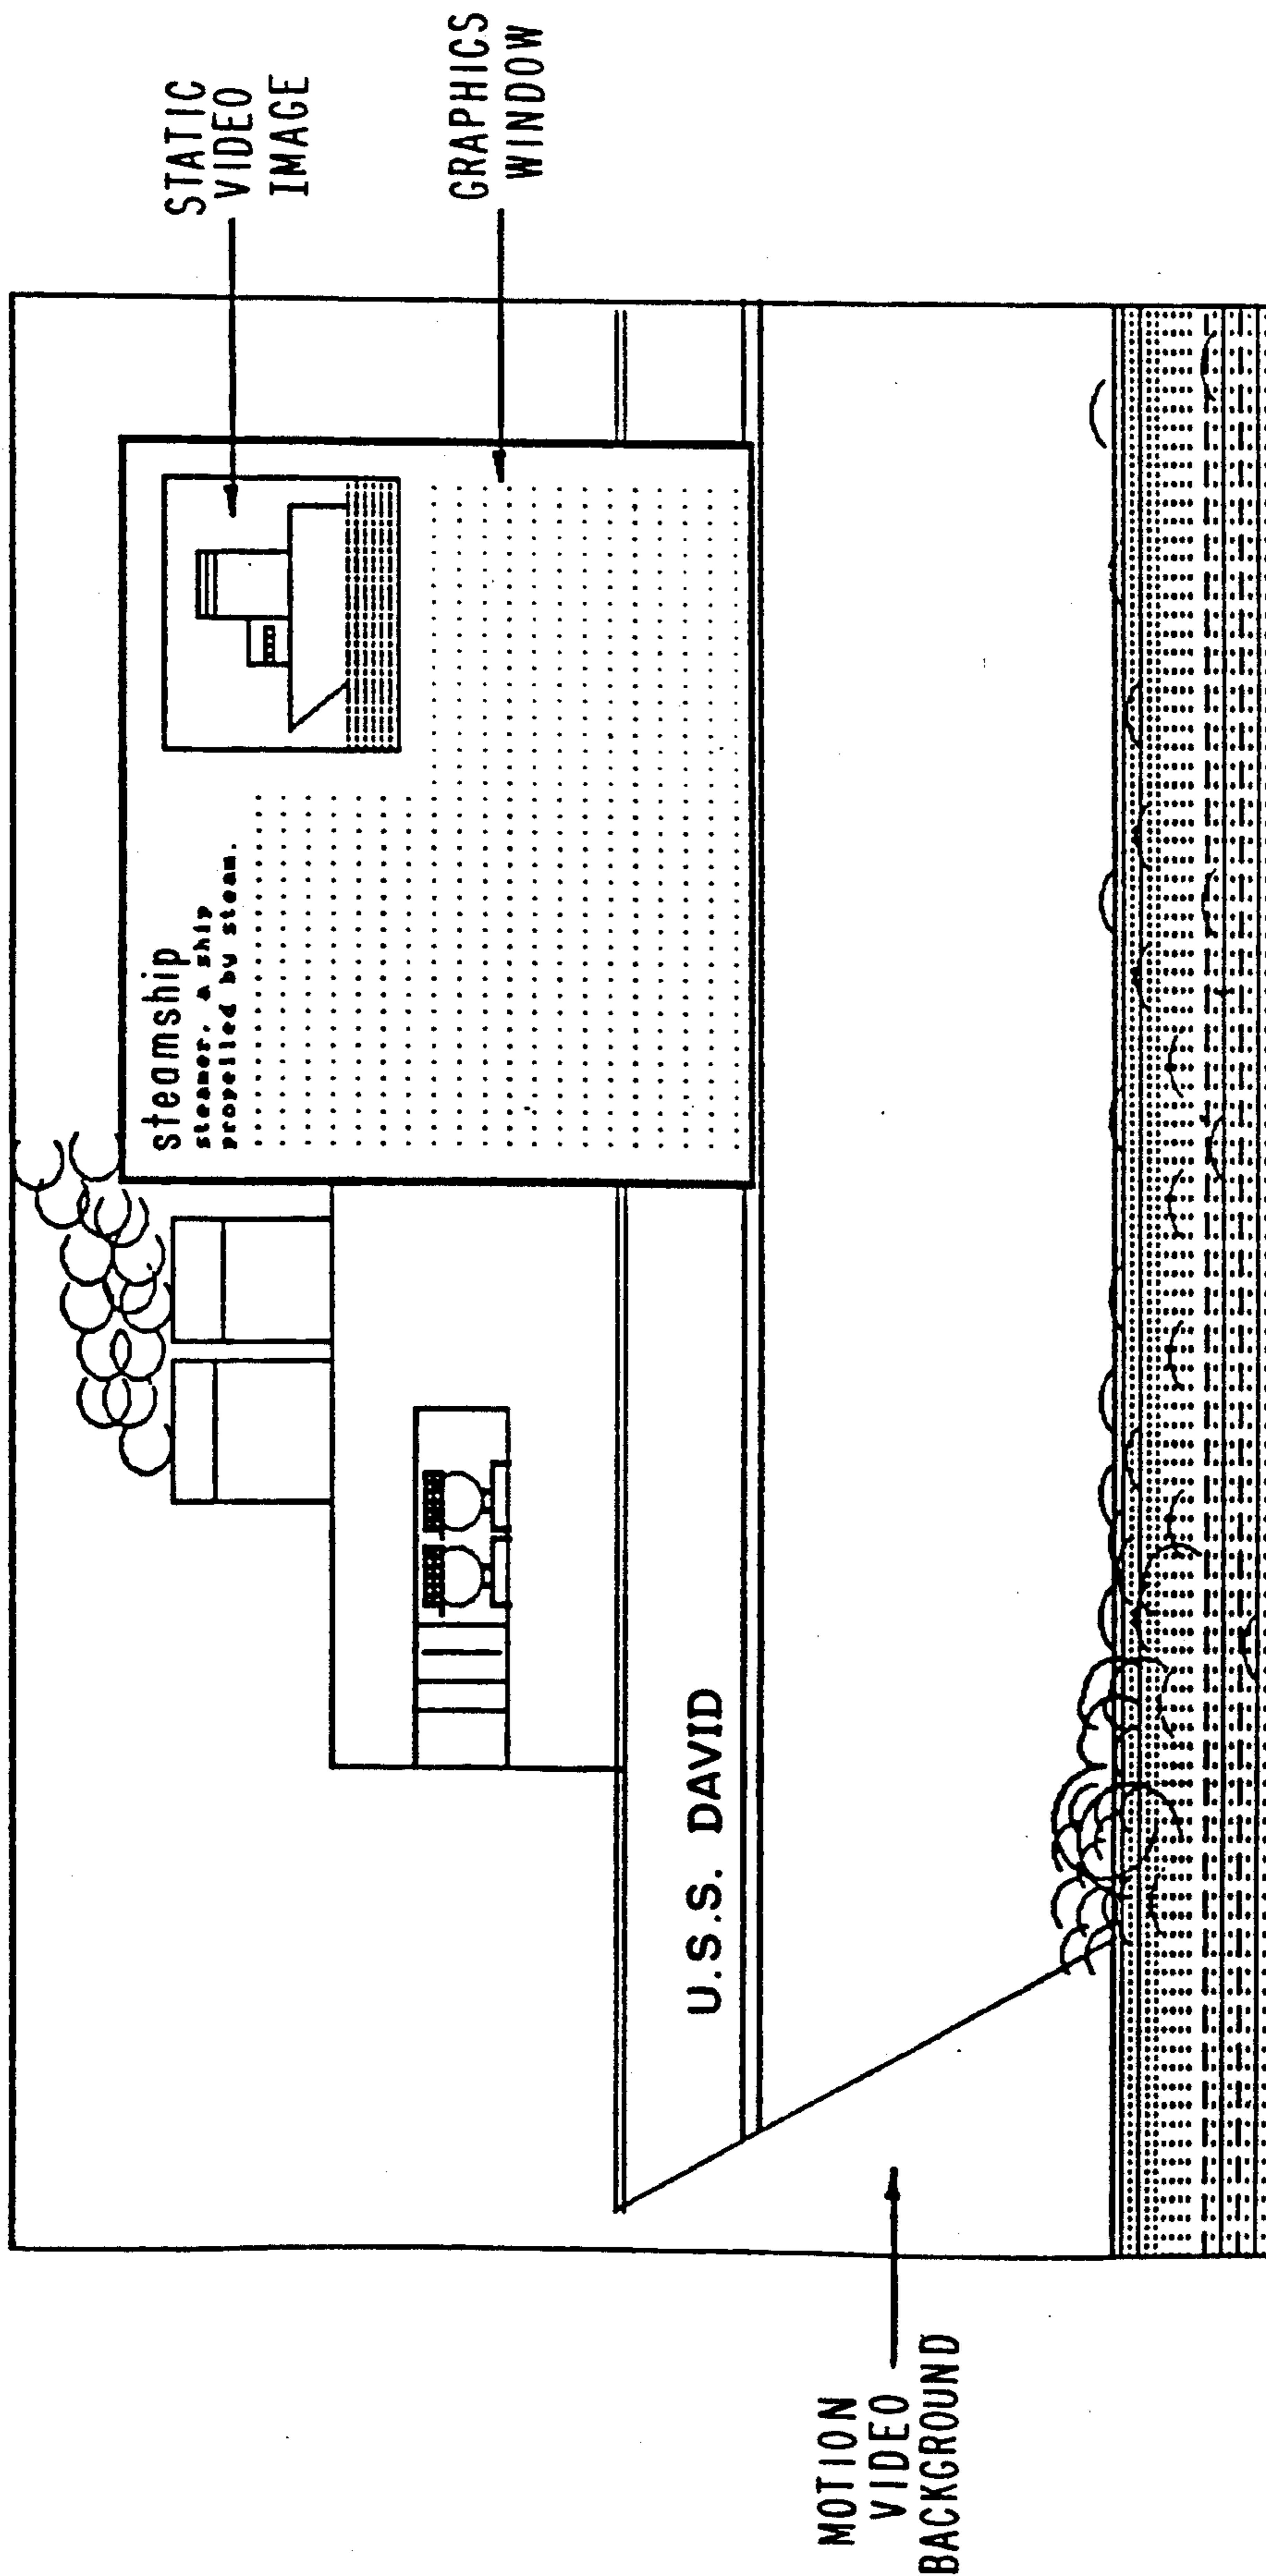 STATIC
VIDEO
IMAGE
GRAPHICS
WINDOW
steamship
steamer, a ship
propelled by steam.
U.S.S. DAVID
MOTION
VIDEO
BACKGROUND